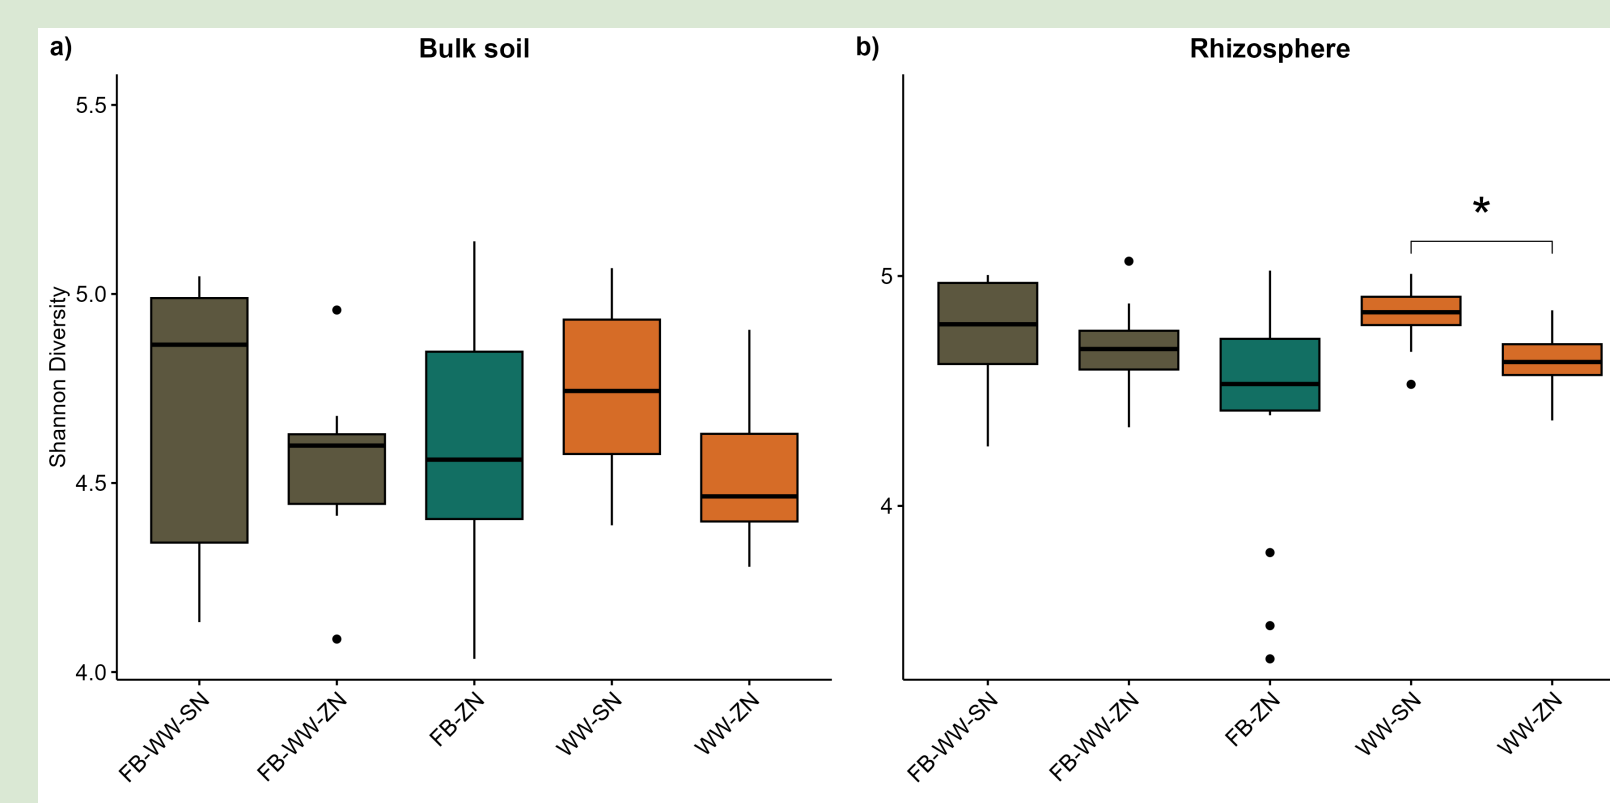 a)
Bulk soil
Shannon Diversity
5.5
5.0
4.5
4.0
FB-WW-SN
FB-WW-ZN
FB-ZN
WW-SN
WW-ZN
b)
Rhizosphere
*
5
4
FB-WW-SN
FB-WW-ZN
FB-ZN
WW-SN
WW-ZN